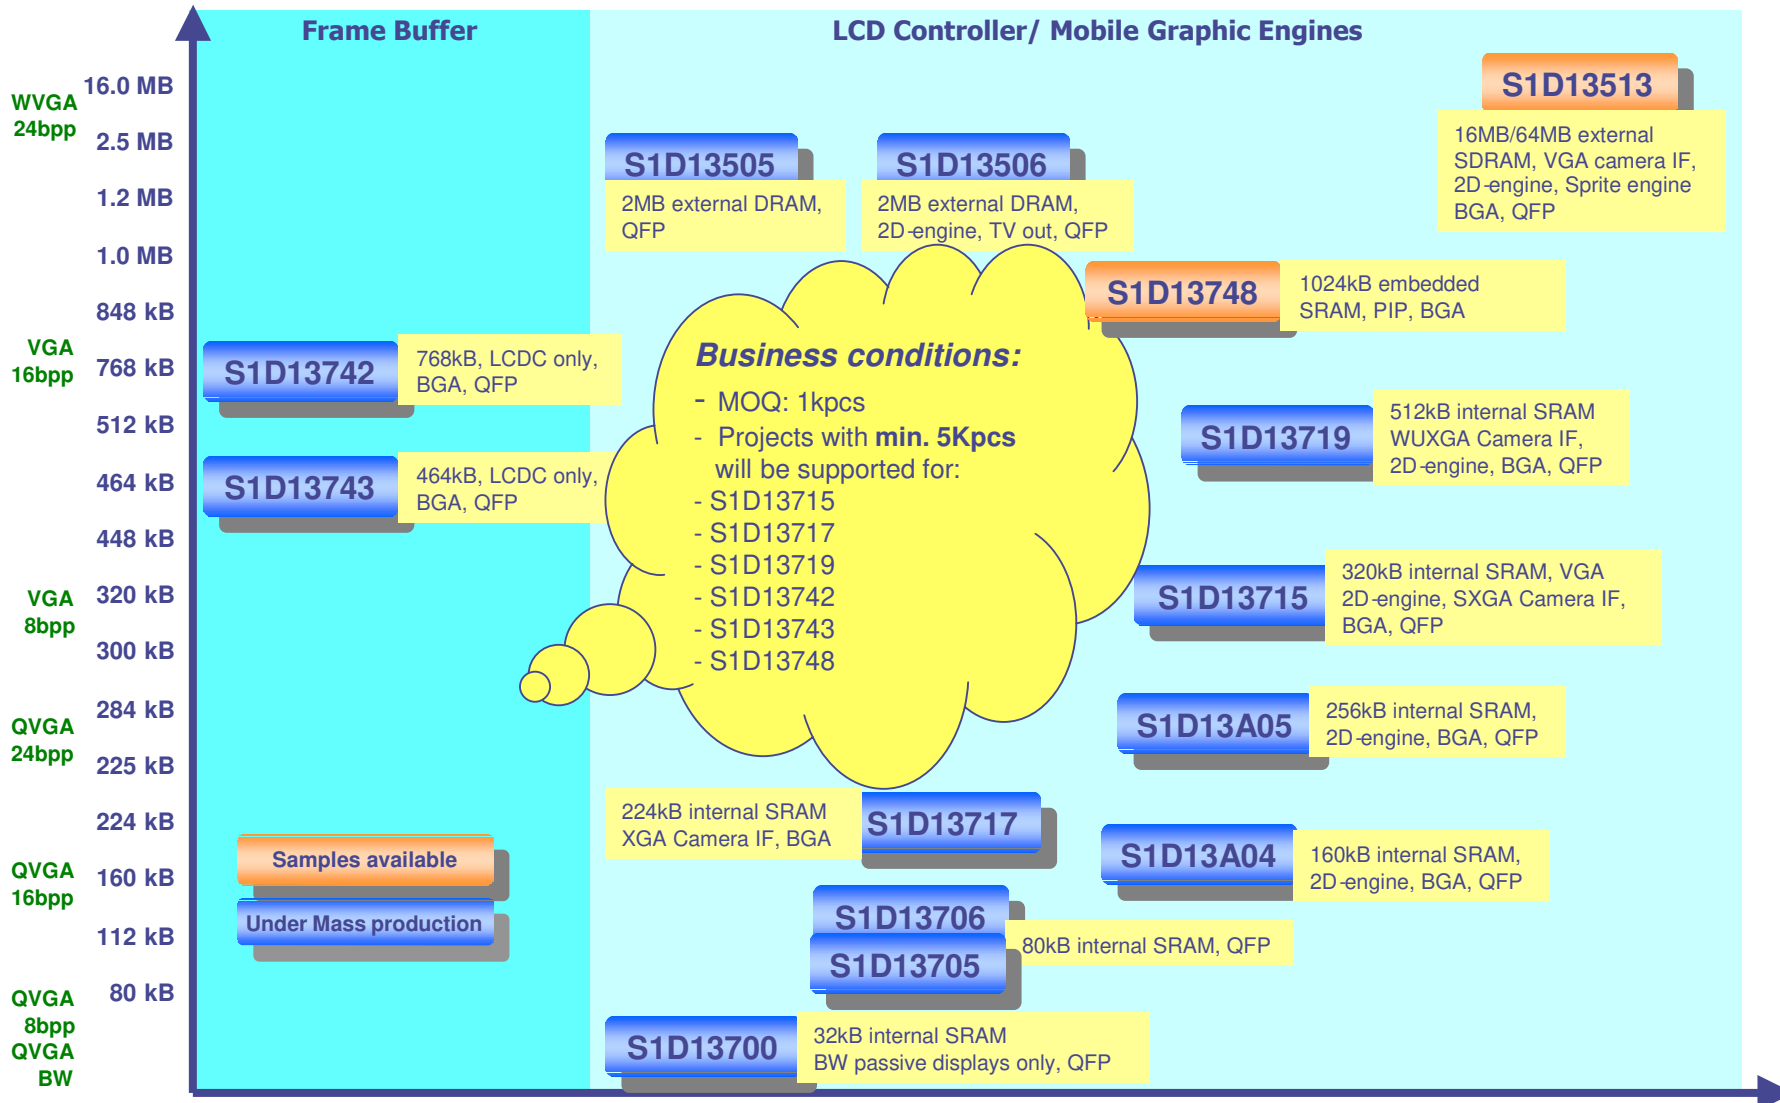 Frame Buffer
LCD Controller/ Mobile Graphic Engines
WVGA
24bpp
VGA
16bpp
VGA
8bpp
QVGA
24bpp
QVGA
16bpp
QVGA
8bpp
QVGA
BW
16.0 MB
2.5 MB
1.2 MB
1.0 MB
848 kB
768 kB
512 kB
464 kB
448 kB
320 kB
300 kB
284 kB
225 kB
224 kB
160 kB
112 kB
80 kB
S1D13513
16MB/64MB external
SDRAM, VGA camera IF,
2D-engine, Sprite engine
BGA, QFP
S1D13505
2MB external DRAM,
QFP
S1D13506
2MB external DRAM,
2D-engine, TV out, QFP
S1D13748
1024kB embedded
SRAM, PIP, BGA
S1D13742
768kB, LCDC only,
BGA, QFP
S1D13743
464kB, LCDC only,
BGA, QFP
Business conditions:
- MOQ: 1kpcs
- Projects with min. 5Kpcs
will be supported for:
- S1D13715
- S1D13717
- S1D13719
- S1D13742
- S1D13743
- S1D13748
S1D13719
512kB internal SRAM
WUXGA Camera IF,
2D-engine, BGA, QFP
S1D13715
320kB internal SRAM, VGA
2D-engine, SXGA Camera IF,
BGA, QFP
S1D13A05
256kB internal SRAM,
2D-engine, BGA, QFP
224kB internal SRAM
XGA Camera IF, BGA
S1D13717
S1D13A04
160kB internal SRAM,
2D-engine, BGA, QFP
Samples available
Under Mass production
S1D13706
S1D13705
80kB internal SRAM, QFP
S1D13700
32kB internal SRAM
BW passive displays only, QFP